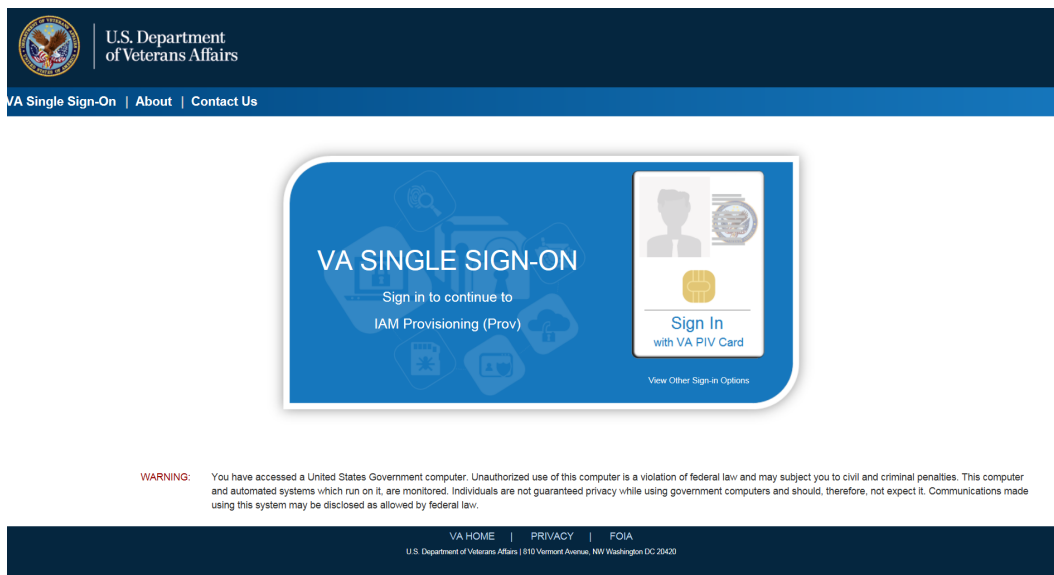 U.S. Department
of Veterans Affairs
VA Single Sign-On | About | Contact Us
VA SINGLE SIGN-ON
Sign in to continue to
IAM Provisioning (Prov)
Sign In
with VA PIV Card
View Other Sign-in Options
WARNING: You have accessed a United States Government computer. Unauthorized use of this computer is a violation of federal law and may subject you to civil and criminal penalties. This computer
and automated systems which run on it, are monitored. Individuals are not guaranteed privacy while using government computers and should, therefore, not expect it. Communications made
using this system may be disclosed as allowed by federal law.
VA HOME | PRIVACY | FOIA
U.S. Department of Veterans Affairs | 810 Vermont Avenue, NW Washington DC 20420